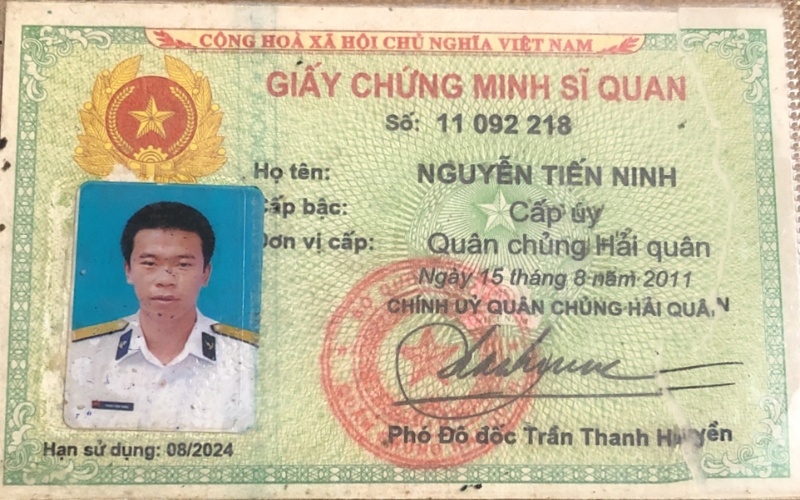 CỘNG HOÀ XÃ HỘI CHỦ NGHĨA VIỆT NAM
GIẤY CHỨNG MINH SĨ QUAN
Số: 11 092 218
Họ tên: NGUYỄN TIẾN NINH
Cấp bậc: Cấp úy
Đơn vị cấp: Quân chủng Hải quân
Ngày 15 tháng 8 năm 2011
CHÍNH UỶ QUÂN CHỦNG HẢI QUÂN
Phó Đô đốc Trần Thanh Huyền
Hạn sử dụng: 08/2024